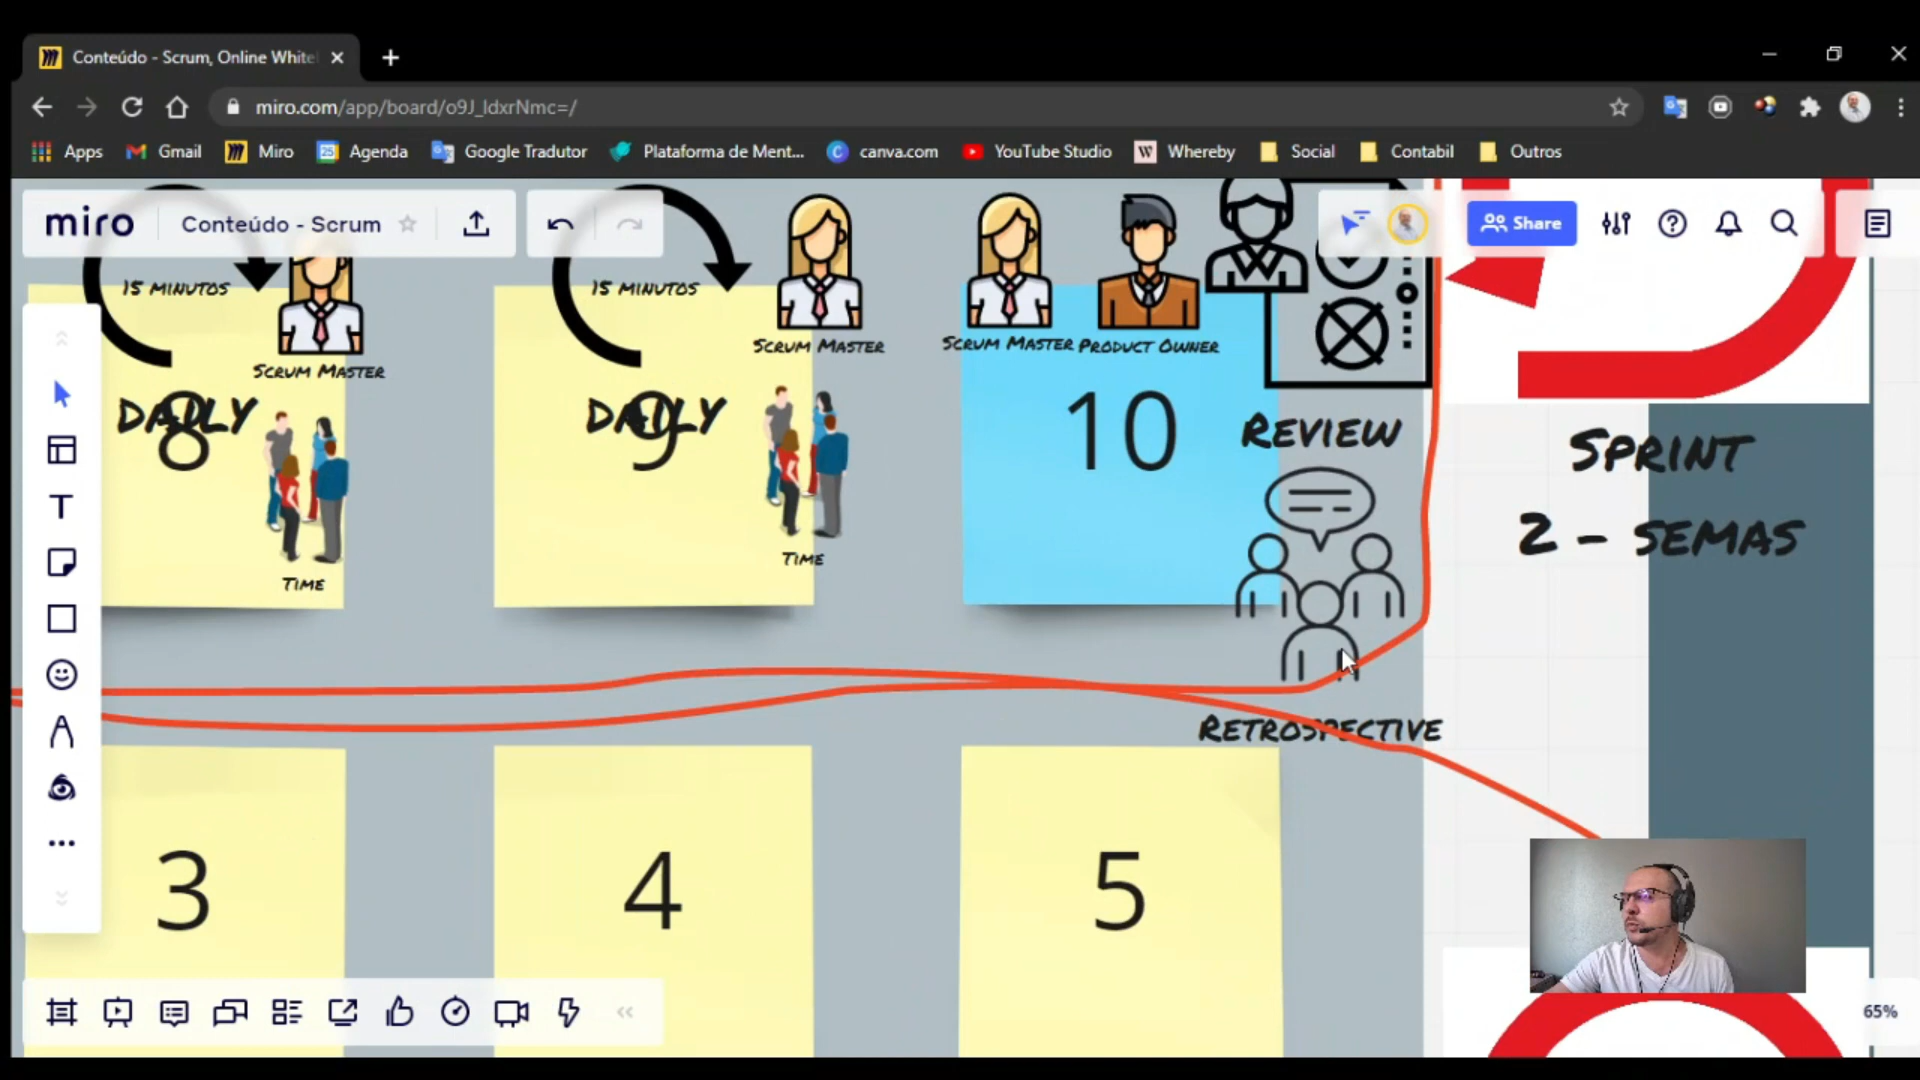 Conteúdo - Scrum, Online White
miro.com/app/board/o9J_ldxrNmc=/
Apps Gmail Miro Agenda Google Tradutor Plataforma de Ment... canva.com YouTube Studio Whereby Social Contabil Outros
miro Conteúdo - Scrum Share
15 MINUTOS
15 MINUTOS
SCRUM MASTER
SCRUM MASTER
SCRUM MASTER PRODUCT OWNER
DAILY
8
DAILY
9
10
REVIEW
TIME
TIME
RETROSPECTIVE
SPRINT
2 - SEMAS
3
4
5
65%